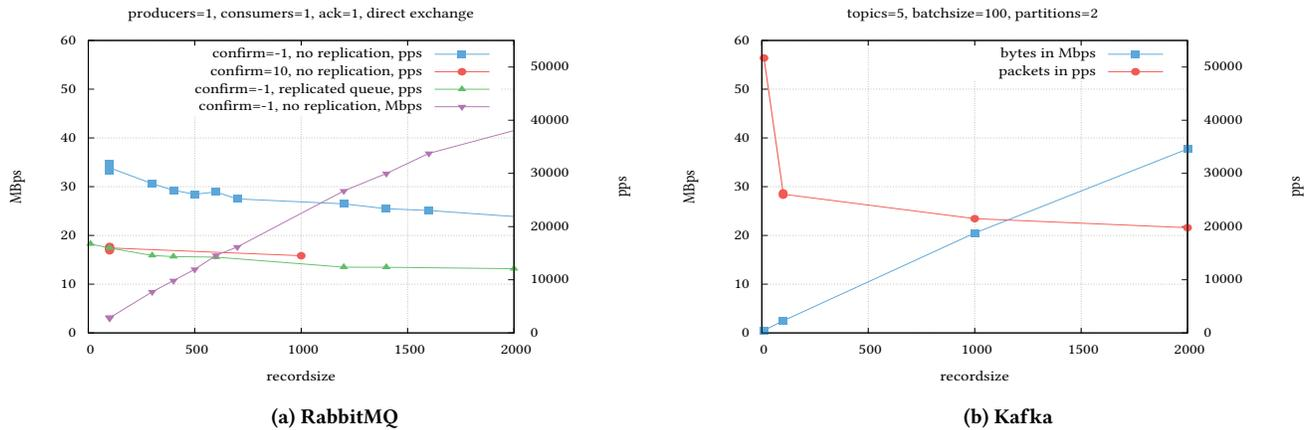 producers=1, consumers=1, ack=1, direct exchange
MBps
60
50
40
30
20
10
0
confirm=-1, no replication, pps
confirm=10, no replication, pps
confirm=-1, replicated queue, pps
confirm=-1, no replication, Mbps
50000
40000
30000
20000
10000
0
pps
0 500 1000 1500 2000
recordsize
(a) RabbitMQ
topics=5, batchsize=100, partitions=2
MBps
60
50
40
30
20
10
0
bytes in Mbps
packets in pps
50000
40000
30000
20000
10000
0
pps
0 500 1000 1500 2000
recordsize
(b) Kafka